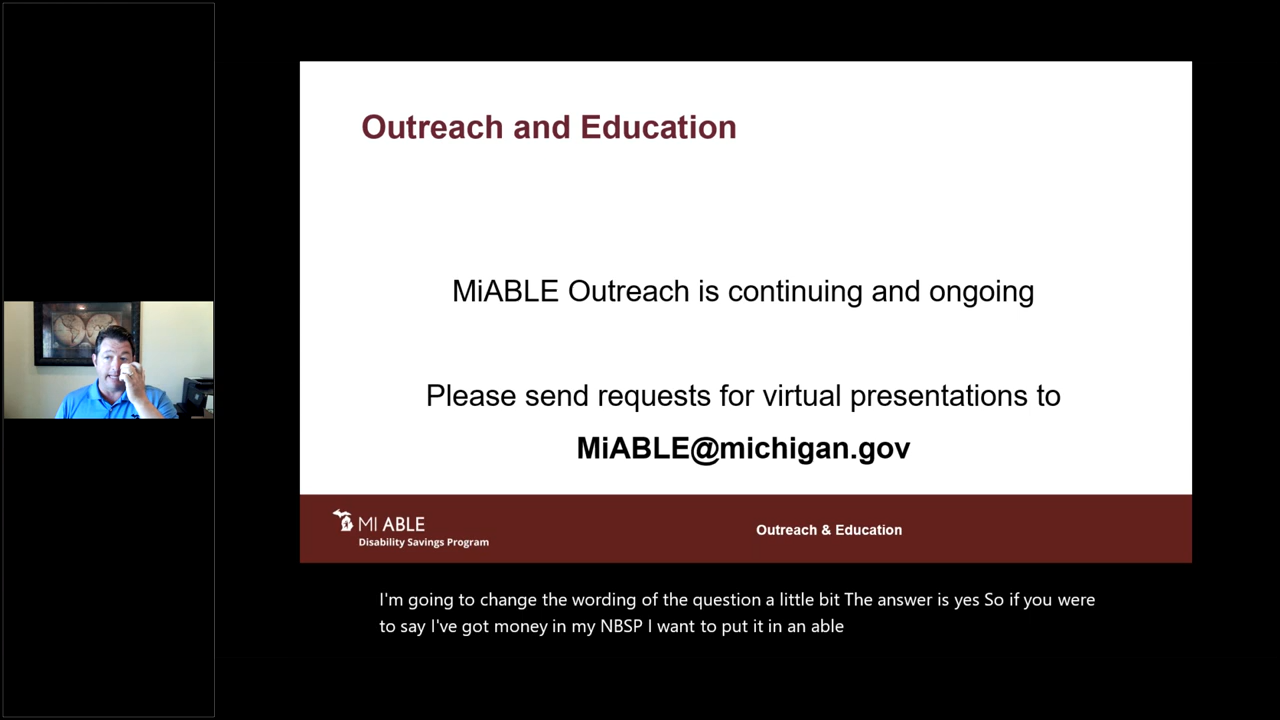 Outreach and Education
MiABLE Outreach is continuing and ongoing
Please send requests for virtual presentations to
MiABLE@michigan.gov
MI ABLE
Disability Savings Program
Outreach & Education
I'm going to change the wording of the question a little bit The answer is yes So if you were
to say I've got money in my NBSP I want to put it in an able